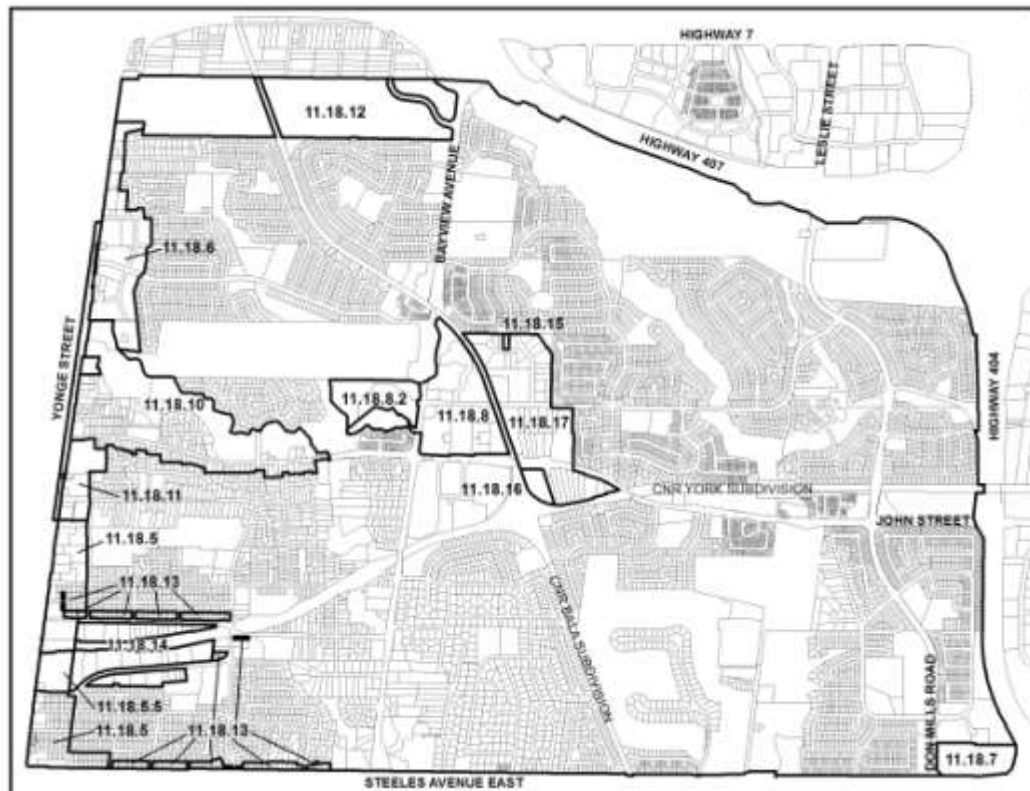 HIGHWAY 7
LESLIE STREET
11.18.12
HIGHWAY 407
BAYVIEW AVENUE
11.18.6
YONGE STREET
11.18.15
11.18.8.2
11.18.10
11.18.8
11.18.17
HIGHWAY 404
11.18.11
11.18.16
CNR YORK SUBDIVISION
JOHN STREET
11.18.5
11.18.13
CNR BALA SUBDIVISION
11.18.14
11.18.5.5
DON MILLS ROAD
11.18.5
11.18.13
11.18.7
STEELES AVENUE EAST